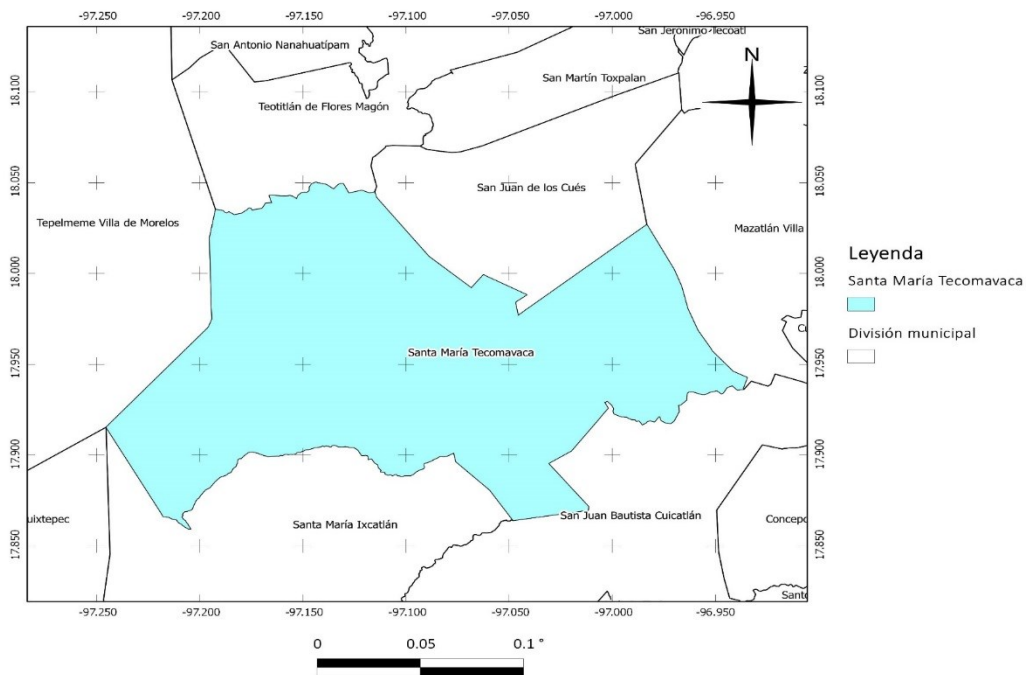 -97.250 -97.200 -97.150 -97.100 -97.050 -97.000 -96.950
San Jerónimo Tecoatl
San Antonio Nanahuatípam
N
San Martín Toxpalan
18.100 18.100
Teotitlán de Flores Magón
18.050 18.050
San Juan de los Cués
Tepelmeme Villa de Morelos
Mazatlán Villa
Leyenda
18.000 18.000
Santa María Tecomavaca
División municipal
Santa María Tecomavaca
17.950 17.950
17.900 17.900
uixtepec
Santa María Ixcatlán
San Juan Bautista Cuicatlán
Concepc
17.850 17.850
Santo
-97.250 -97.200 -97.150 -97.100 -97.050 -97.000 -96.950
0 0.05 0.1 °